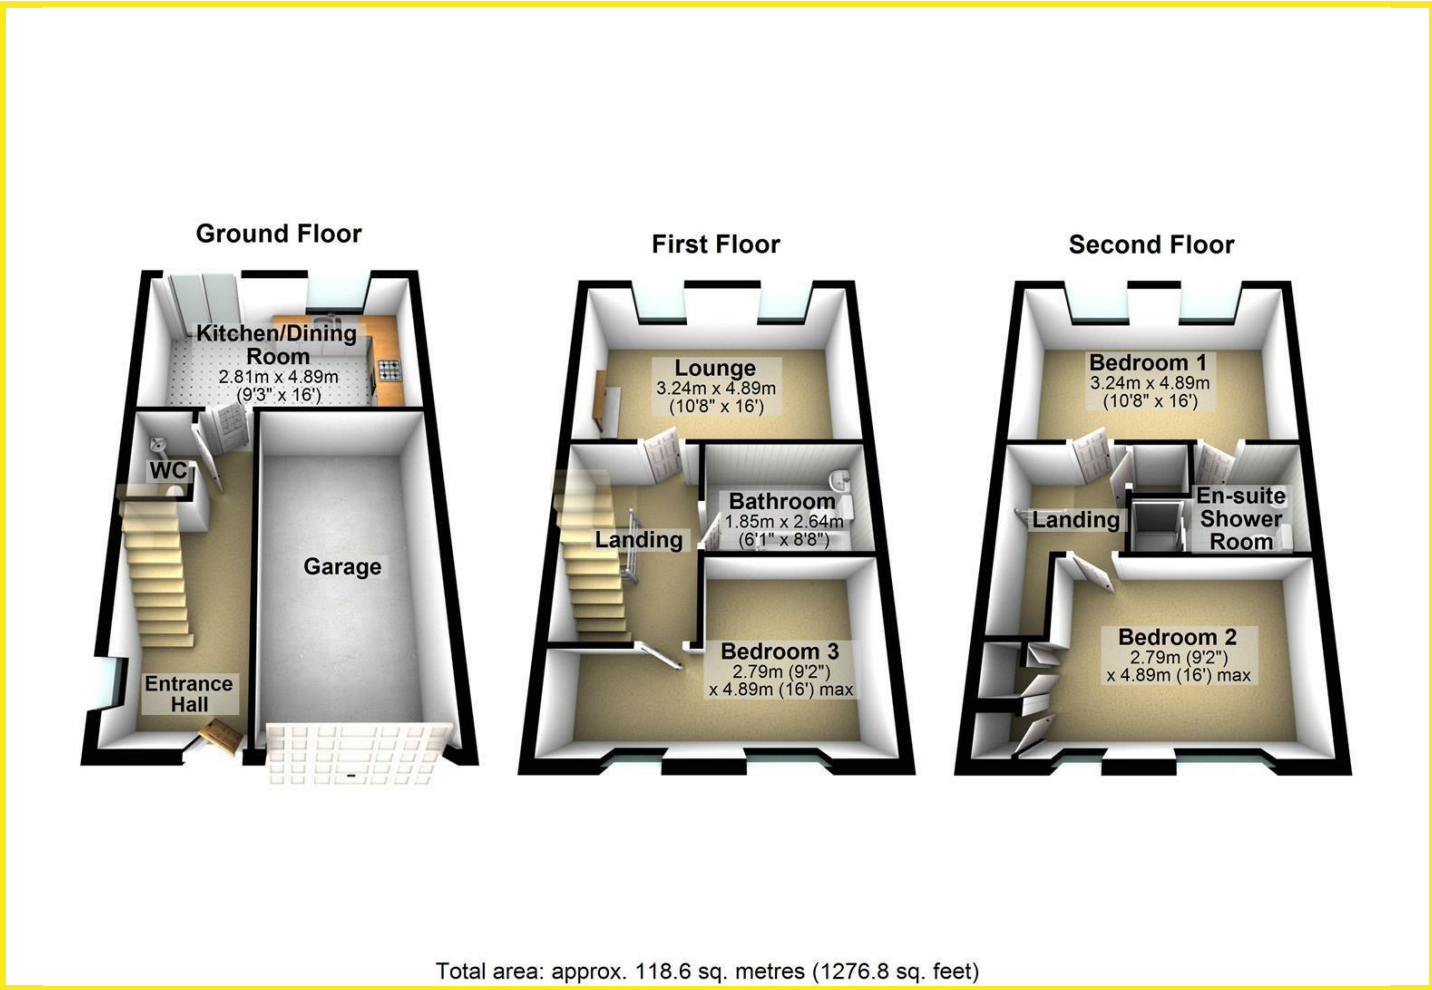 Ground Floor
Kitchen/Dining
Room
2.81m x 4.89m
(9'3" x 16')
WC
Garage
Entrance
Hall
First Floor
Lounge
3.24m x 4.89m
(10'8" x 16')
Bathroom
1.85m x 2.64m
(6'1" x 8'8")
Landing
Bedroom 3
2.79m (9'2")
x 4.89m (16') max
Second Floor
Bedroom 1
3.24m x 4.89m
(10'8" x 16')
En-suite
Shower
Room
Landing
Bedroom 2
2.79m (9'2")
x 4.89m (16') max
Total area: approx. 118.6 sq. metres (1276.8 sq. feet)